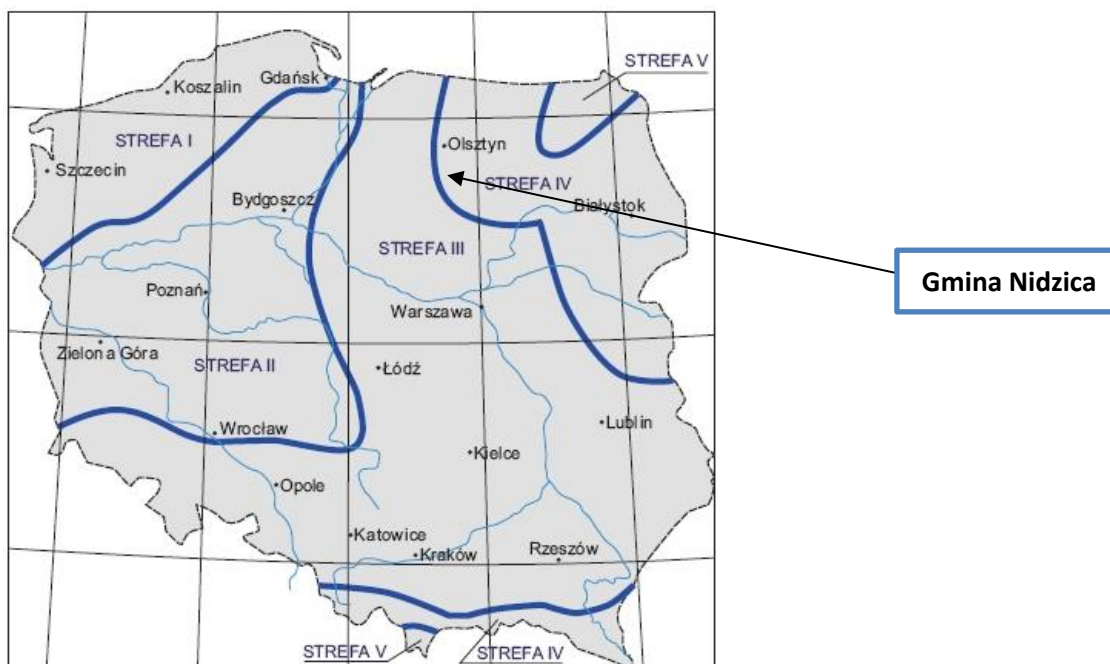 STREFA V
Gdańsk
Koszalin
STREFA I
Olsztyn
Szczecin
STREFA IV
Bydgoszcz
Białystok
STREFA III
Gmina Nidzica
Poznań
Warszawa
Zielona Góra
STREFA II
Łódź
Lublin
Wrocław
Kielce
Opole
Katowice
Kraków
Rzeszów
STREFA V
STREFA IV